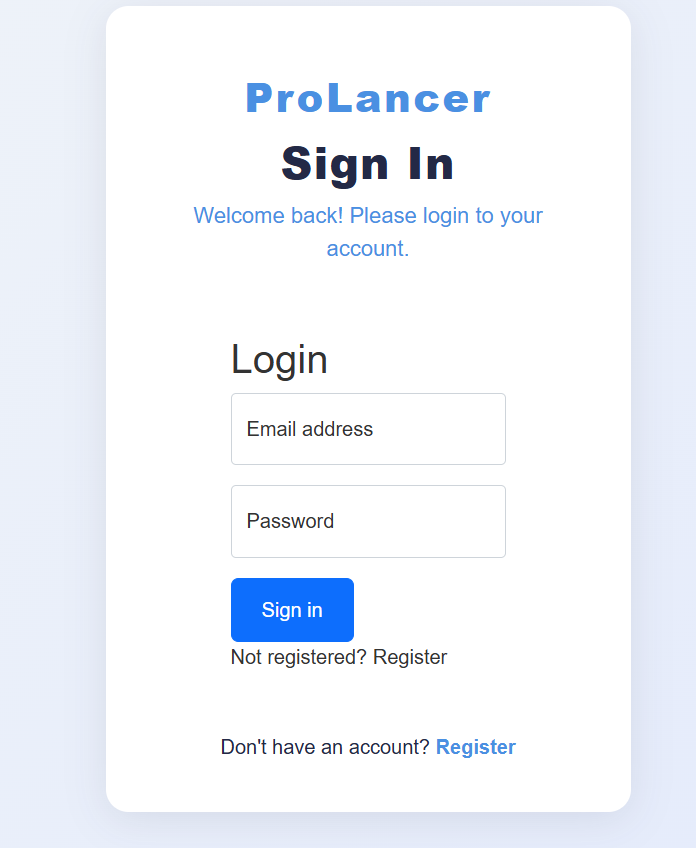 ProLancer
Sign In
Welcome back! Please login to your
account.
Login
Email address
Password
Sign in
Not registered? Register
Don't have an account? Register